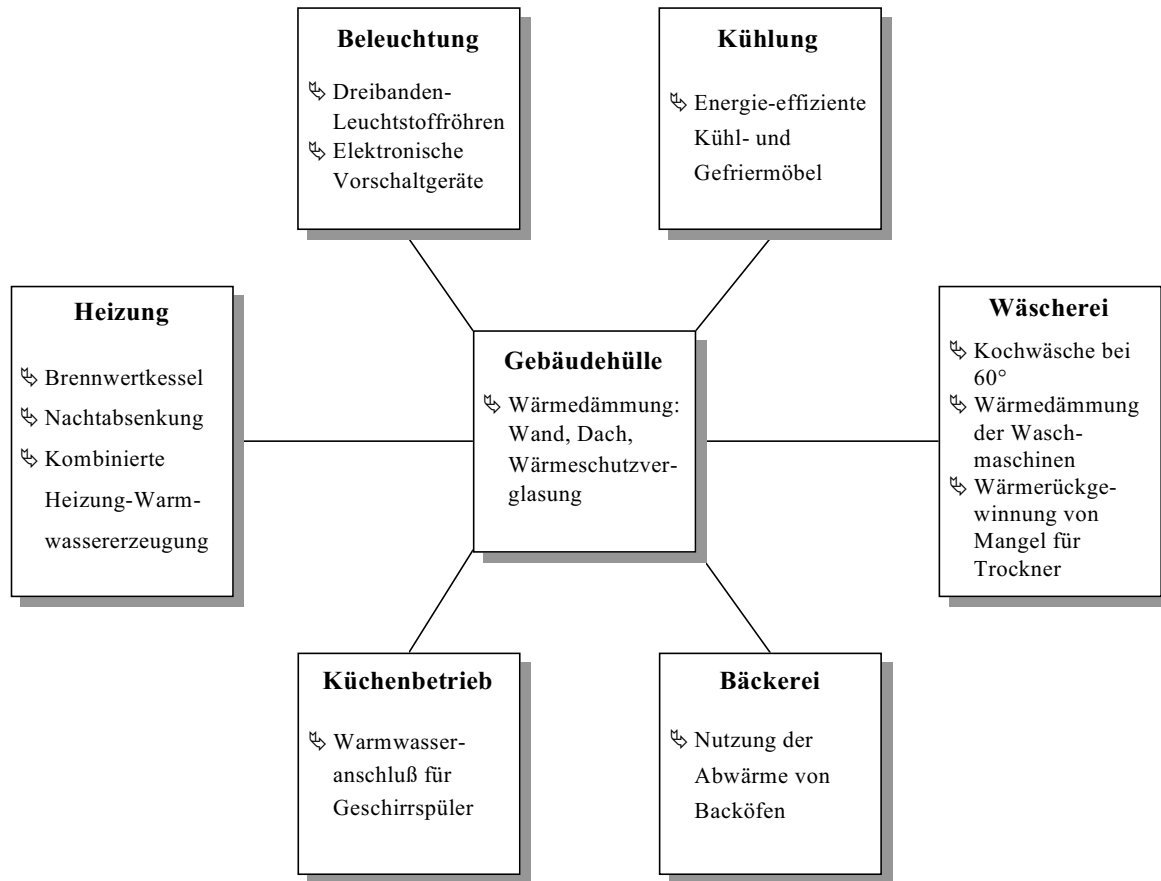 Beleuchtung
⮱ Dreibanden-
Leuchtstoffröhren
⮱ Elektronische
Vorschaltgeräte
Kühlung
⮱ Energie-effiziente
Kühl- und
Gefriermöbel
Heizung
⮱ Brennwertkessel
⮱ Nachtabsenkung
⮱ Kombinierte
Heizung-Warm-
wassererzeugung
Gebäudehülle
⮱ Wärmedämmung:
Wand, Dach,
Wärmeschutzver-
glasung
Wäscherei
⮱ Kochwäsche bei
60°
⮱ Wärmedämmung
der Wasch-
maschinen
⮱ Wärmerückge-
winnung von
Mangel für
Trockner
Küchenbetrieb
⮱ Warmwasser-
anschluß für
Geschirrspüler
Bäckerei
⮱ Nutzung der
Abwärme von
Backöfen